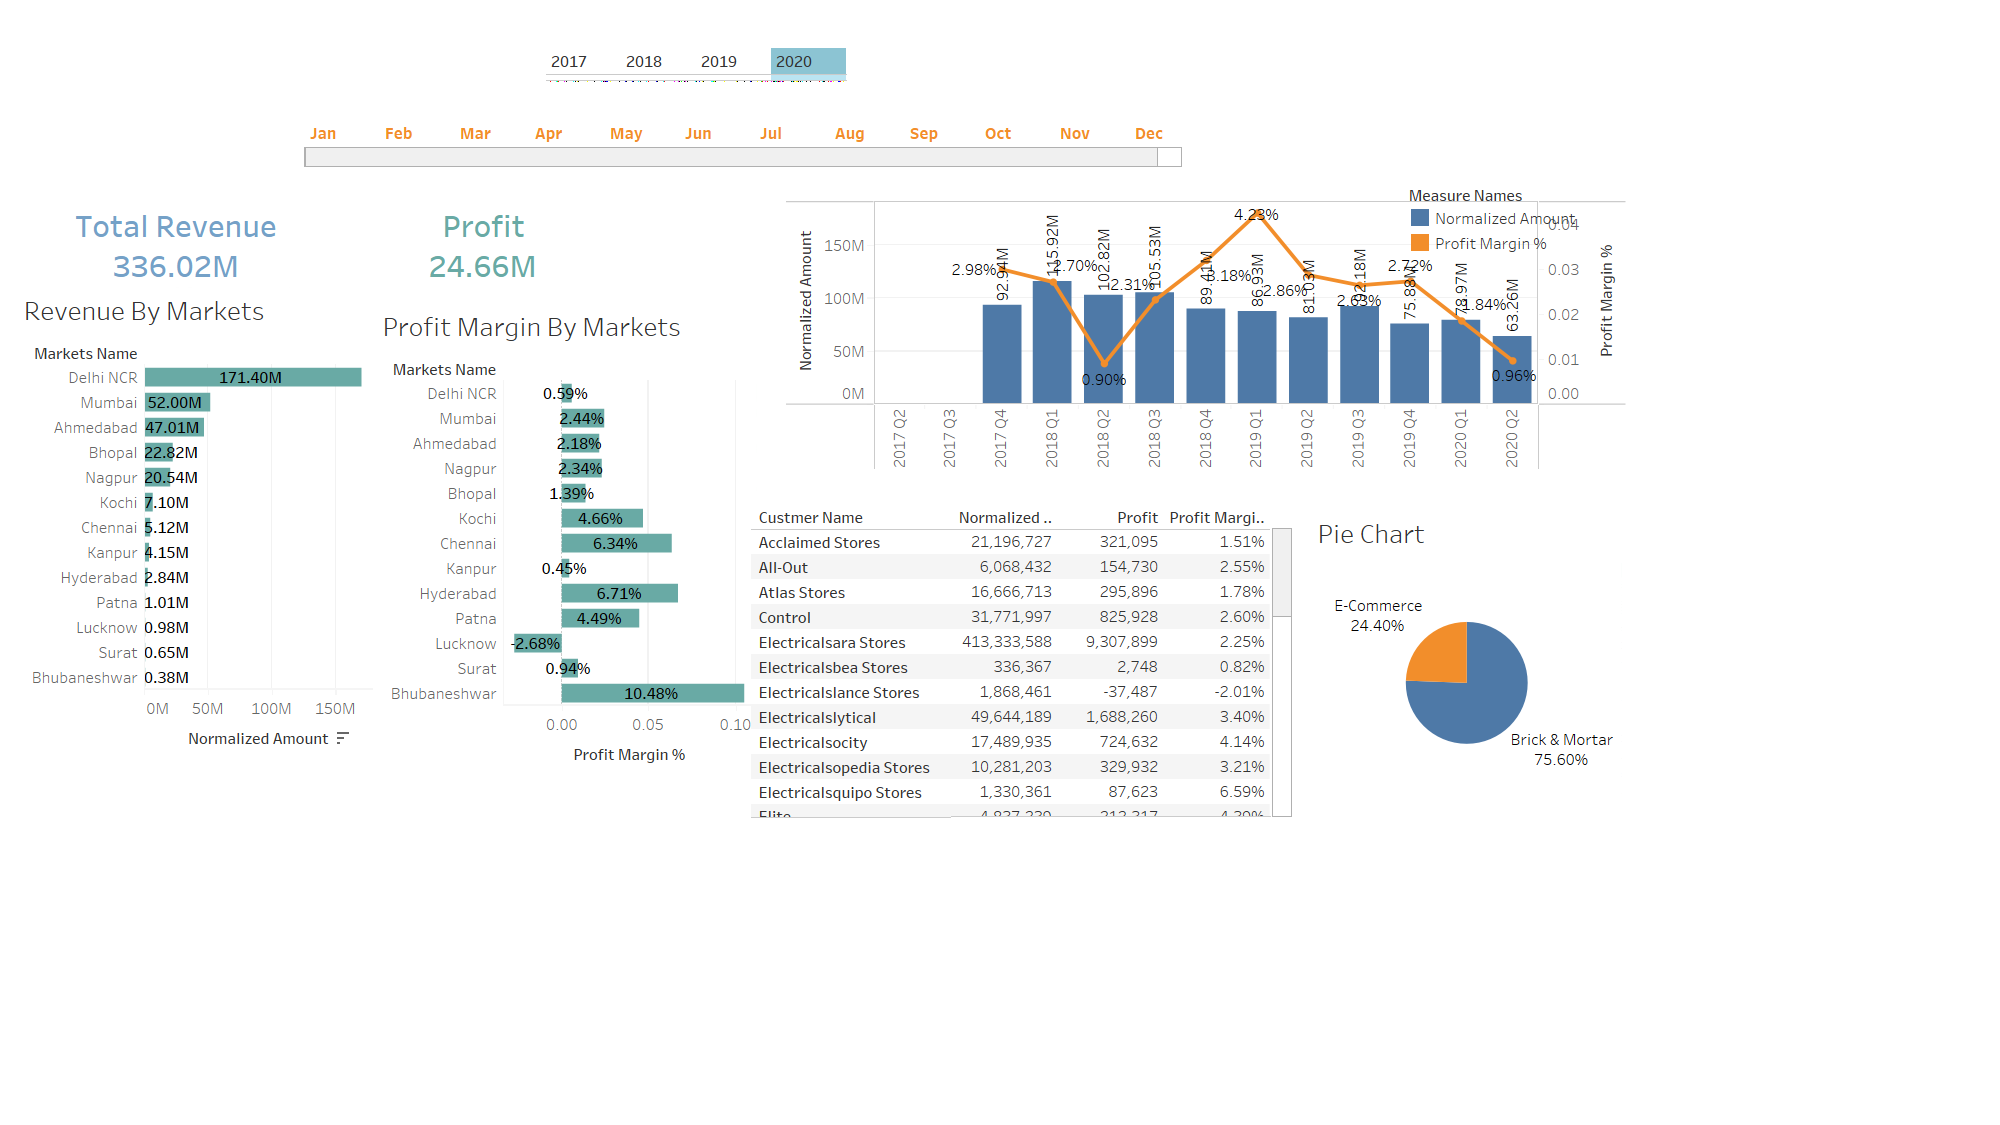 2017 2018 2019 2020
Jan Feb Mar Apr May Jun Jul Aug Sep Oct Nov Dec
Total Revenue
336.02M
Profit
24.66M
Revenue By Markets
Markets Name
Delhi NCR 171.40M
Mumbai 52.00M
Ahmedabad 47.01M
Bhopal 22.82M
Nagpur 20.54M
Kochi 7.10M
Chennai 5.12M
Kanpur 4.15M
Hyderabad 2.84M
Patna 1.01M
Lucknow 0.98M
Surat 0.65M
Bhubaneshwar 0.38M
0M 50M 100M 150M
Normalized Amount
Profit Margin By Markets
Markets Name
Delhi NCR 0.59%
Mumbai 2.44%
Ahmedabad 2.18%
Nagpur 2.34%
Bhopal 1.39%
Kochi 4.66%
Chennai 6.34%
Kanpur 0.45%
Hyderabad 6.71%
Patna 4.49%
Lucknow -2.68%
Surat 0.94%
Bhubaneshwar 10.48%
0.00 0.05 0.10
Profit Margin %
Measure Names
Normalized Amount
Profit Margin %
Normalized Amount
150M
100M
50M
0M
92.94M 115.92M 102.82M 105.53M 89.41M 86.93M 81.03M 92.18M 75.88M 78.97M 63.26M
2.98% 2.70% 0.90% 2.31% 3.18% 4.23% 2.86% 2.63% 2.72% 1.84% 0.96%
0.04
0.03
0.02
0.01
0.00
Profit Margin %
2017 Q2 2017 Q3 2017 Q4 2018 Q1 2018 Q2 2018 Q3 2018 Q4 2019 Q1 2019 Q2 2019 Q3 2019 Q4 2020 Q1 2020 Q2
Custmer Name Normalized .. Profit Profit Margi..
Acclaimed Stores 21,196,727 321,095 1.51%
All-Out 6,068,432 154,730 2.55%
Atlas Stores 16,666,713 295,896 1.78%
Control 31,771,997 825,928 2.60%
Electricalsara Stores 413,333,588 9,307,899 2.25%
Electricalsbea Stores 336,367 2,748 0.82%
Electricalslance Stores 1,868,461 -37,487 -2.01%
Electricalslytical 49,644,189 1,688,260 3.40%
Electricalsocity 17,489,935 724,632 4.14%
Electricalsopedia Stores 10,281,203 329,932 3.21%
Electricalsquipo Stores 1,330,361 87,623 6.59%
Elite
Pie Chart
E-Commerce
24.40%
Brick & Mortar
75.60%